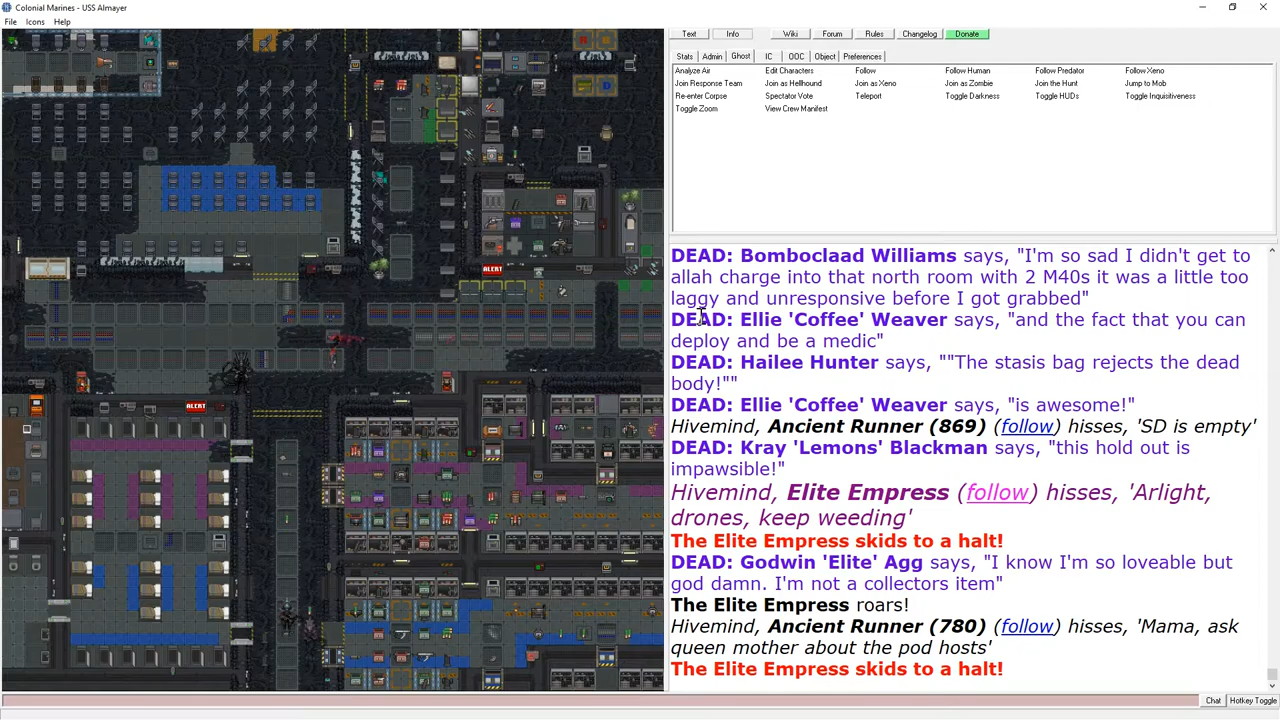 Colonial Marines - USS Almayer
File Icons Help
Text Info Wiki Forum Rules Changelog Donate
Stats Admin Ghost IC OOC Object Preferences
Analyze Air Edit Characters Follow Follow Human Follow Predator Follow Xeno
Join Response Team Join as Hellhound Join as Xeno Join as Zombie Join the Hunt Jump to Mob
Re-enter Corpse Spectator Vote Teleport Toggle Darkness Toggle HUDs Toggle Inquisitiveness
Toggle Zoom View Crew Manifest
DEAD: Bomboclaad Williams says, "I'm so sad I didn't get to
allah charge into that north room with 2 M40s it was a little too
laggy and unresponsive before I got grabbed"
DEAD: Ellie 'Coffee' Weaver says, "and the fact that you can
deploy and be a medic"
DEAD: Hailee Hunter says, ""The stasis bag rejects the dead
body!""
DEAD: Ellie 'Coffee' Weaver says, "is awesome!"
Hivemind, Ancient Runner (869) (follow) hisses, 'SD is empty'
DEAD: Kray 'Lemons' Blackman says, "this hold out is
impawsible!"
Hivemind, Elite Empress (follow) hisses, 'Arlight,
drones, keep weeding'
The Elite Empress skids to a halt!
DEAD: Godwin 'Elite' Agg says, "I know I'm so loveable but
god damn. I'm not a collectors item"
The Elite Empress roars!
Hivemind, Ancient Runner (780) (follow) hisses, 'Mama, ask
queen mother about the pod hosts'
The Elite Empress skids to a halt!
Chat Hotkey Toggle
ALERT
ALERT